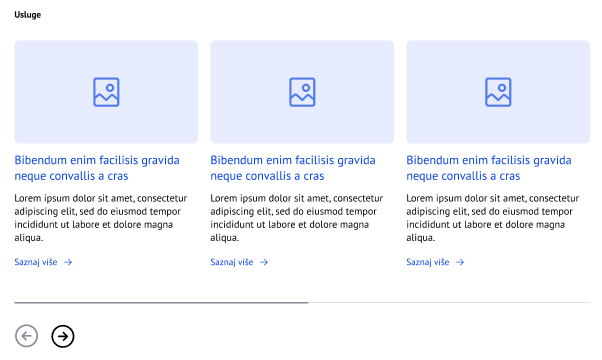 Usluge
Bibendum enim facilisis gravida
neque convallis a cras
Lorem ipsum dolor sit amet, consectetur
adipiscing elit, sed do eiusmod tempor
incididunt ut labore et dolore magna
aliqua.
Saznaj više
Bibendum enim facilisis gravida
neque convallis a cras
Lorem ipsum dolor sit amet, consectetur
adipiscing elit, sed do eiusmod tempor
incididunt ut labore et dolore magna
aliqua.
Saznaj više
Bibendum enim facilisis gravida
neque convallis a cras
Lorem ipsum dolor sit amet, consectetur
adipiscing elit, sed do eiusmod tempor
incididunt ut labore et dolore magna
aliqua.
Saznaj više